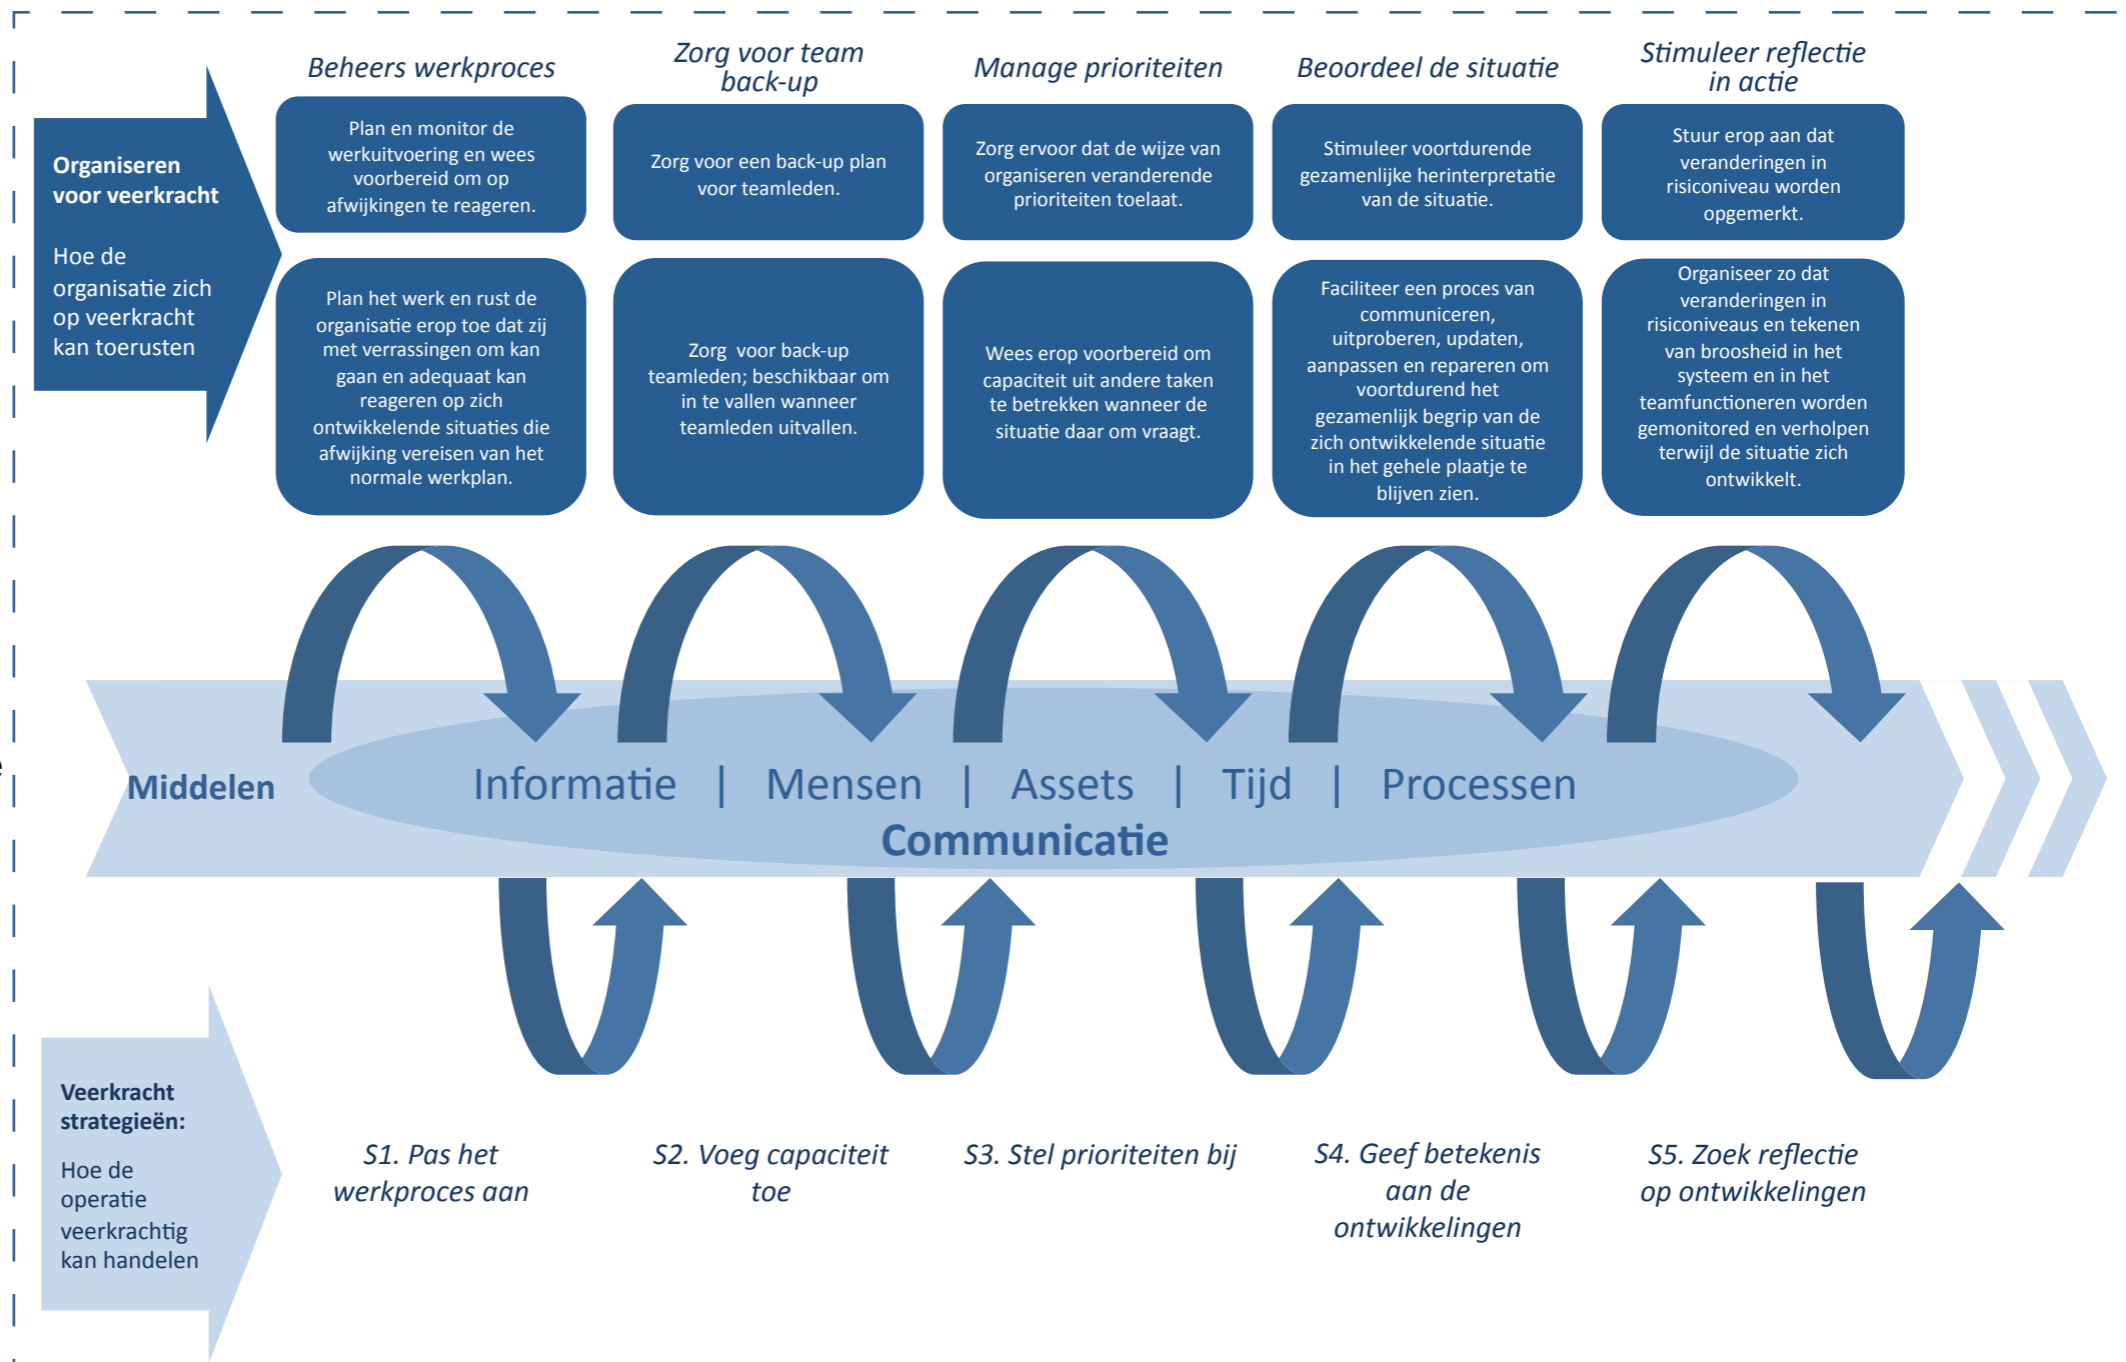 Beheers werkproces
Zorg voor team
back-up
Manage prioriteiten
Beoordeel de situatie
Stimuleer reflectie
in actie
Organiseren
voor veerkracht
Hoe de
organisatie zich
op veerkracht
kan toerusten
Plan en monitor de
werkuitvoering en wees
voorbereid om op
afwijkingen te reageren.
Zorg voor een back-up plan
voor teamleden.
Zorg ervoor dat de wijze van
organiseren veranderende
prioriteiten toelaat.
Stimuleer voortdurende
gezamenlijke herinterpretatie
van de situatie.
Stuur erop aan dat
veranderingen in
risiconiveau worden
opgemerkt.
Plan het werk en rust de
organisatie erop toe dat zij
met verrassingen om kan
gaan en adequaat kan
reageren op zich
ontwikkelende situaties die
afwijking vereisen van het
normale werkplan.
Zorg voor back-up
teamleden; beschikbaar om
in te vallen wanneer
teamleden uitvallen.
Wees erop voorbereid om
capaciteit uit andere taken
te betrekken wanneer de
situatie daar om vraagt.
Faciliteer een proces van
communiceren,
uitproberen, updaten,
aanpassen en repareren om
voortdurend het
gezamenlijk begrip van de
zich ontwikkelende situatie
in het gehele plaatje te
blijven zien.
Organiseer zo dat
veranderingen in
risiconiveaus en tekenen
van broosheid in het
systeem en in het
teamfunctioneren worden
gemonitored en verholpen
terwijl de situatie zich
ontwikkelt.
e
Middelen
Informatie | Mensen | Assets | Tijd | Processen
Communicatie
Veerkracht
strategieën:
Hoe de
operatie
veerkrachtig
kan handelen
S1. Pas het
werkproces aan
S2. Voeg capaciteit
toe
S3. Stel prioriteiten bij
S4. Geef betekenis
aan de
ontwikkelingen
S5. Zoek reflectie
op ontwikkelingen